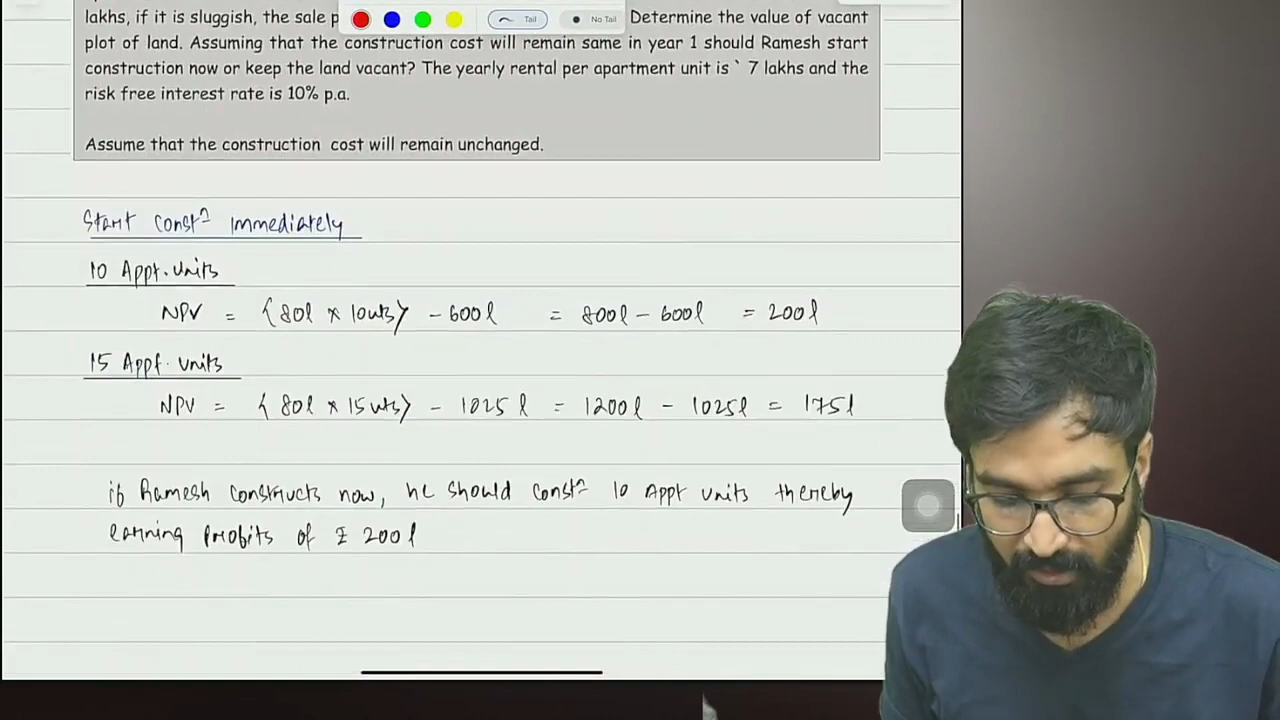 lakhs, if it is sluggish, the sale p
Tail
No Tail
Determine the value of vacant
plot of land. Assuming that the construction cost will remain same in year 1 should Ramesh start
construction now or keep the land vacant? The yearly rental per apartment unit is ` 7 lakhs and the
risk free interest rate is 10% p.a.
Assume that the construction cost will remain unchanged.
Start Constⁿ Immediately
10 Appt. Units
NPV = {80l × 10uts} - 600l = 800l - 600l = 200l
15 Appt. Units
NPV = {80l × 15uts} - 1025l = 1200l - 1025l = 175l
if Ramesh constructs now, he should constⁿ 10 Appt units thereby
earning profits of ₹ 200l